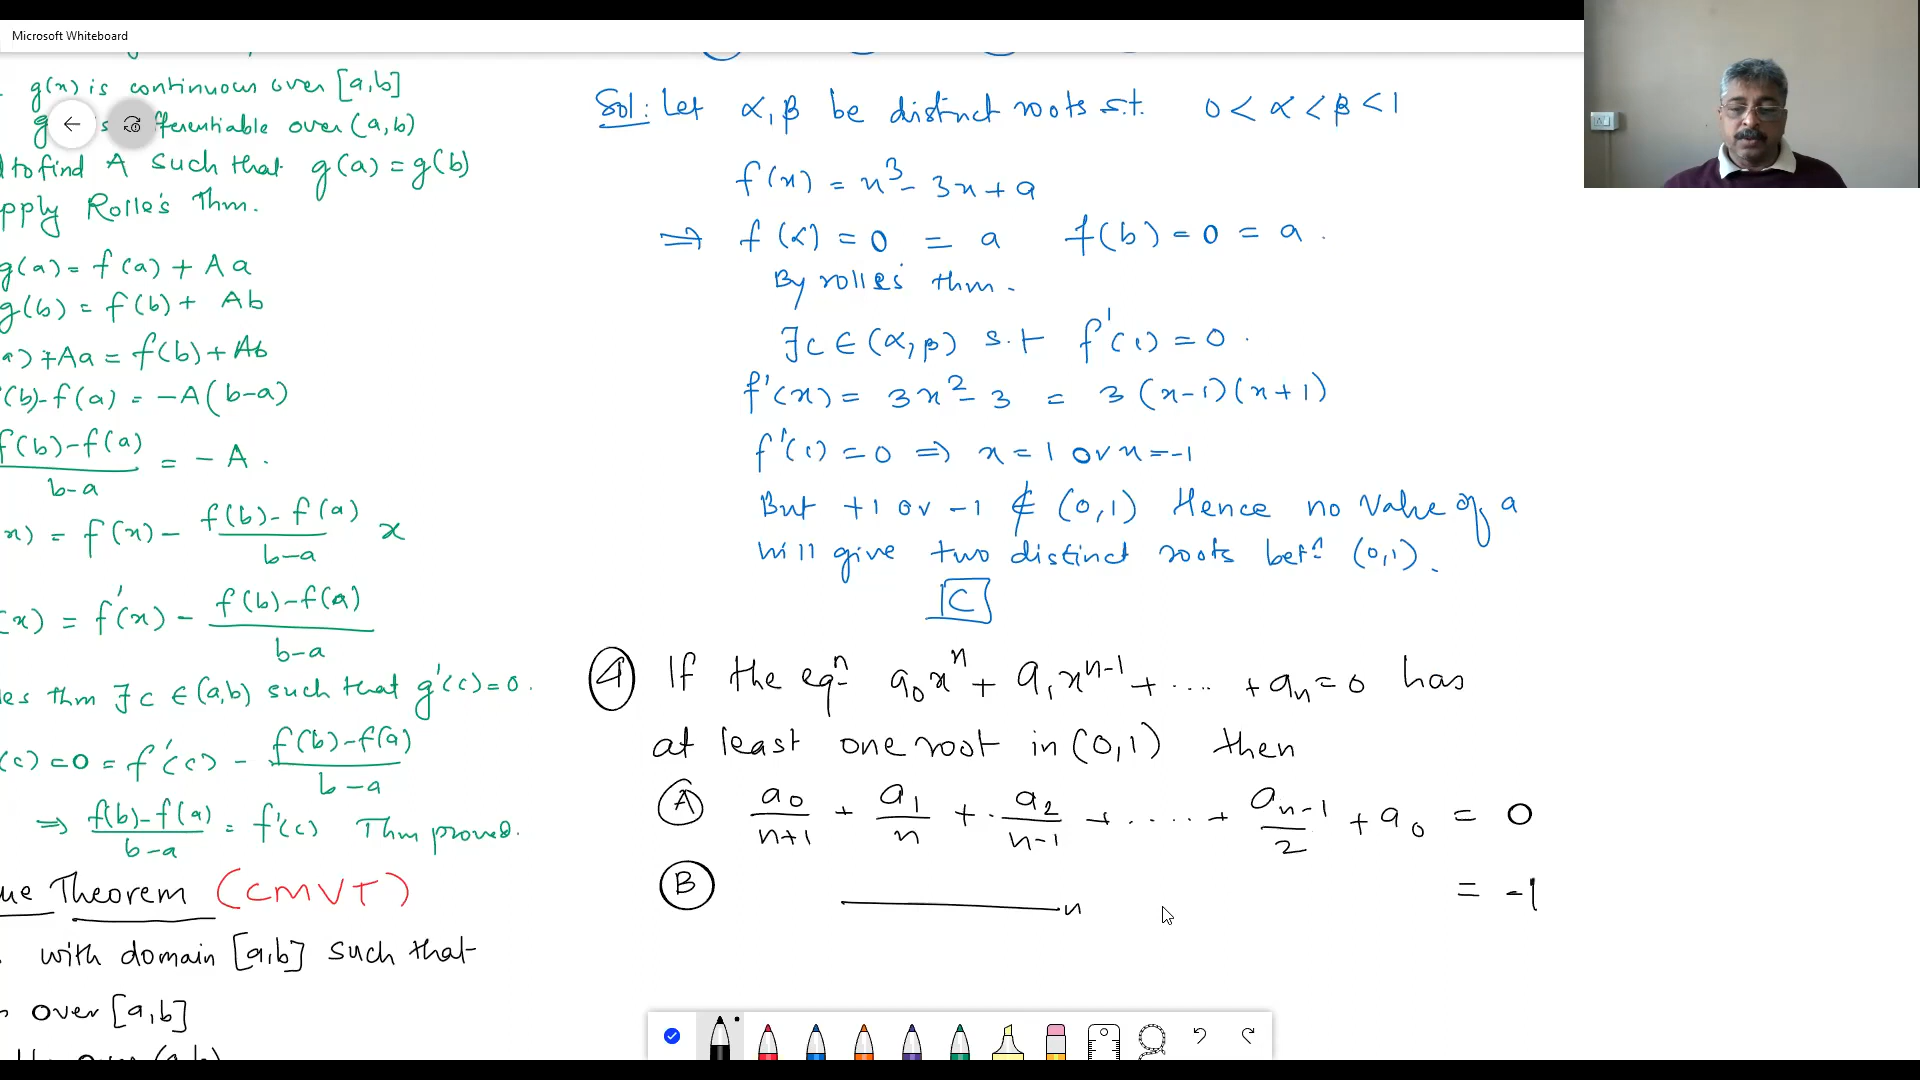 Microsoft Whiteboard
g(x) is continuous over [a,b]
g s fferentiable over (a,b)
to find A such that g(a) = g(b)
pply Rolle's Thm.
g(a) = f(a) + Aa
g(b) = f(b) + Ab
a) + Aa = f(b) + Ab
(b) - f(a) = -A(b-a)
f(b)-f(a) / b-a = -A.
x) = f(x) - f(b)-f(a) / b-a x
(x) = f'(x) - f(b)-f(a) / b-a
les thm ∃ c ∈ (a,b) such that g'(c)=0.
(c) = 0 = f'(c) - f(b)-f(a) / b-a
⇒ f(b)-f(a) / b-a = f'(c) Thm proved.
ue Theorem (CMVT)
with domain [a,b] such that
over [a,b]
Sol: Let α, β be distinct roots s.t. 0 < α < β < 1
f(x) = x³ - 3x + a
⇒ f(α) = 0 = a f(b) = 0 = a.
By rolle's thm.
∃ c ∈ (α, β) s.t f'(c) = 0.
f'(x) = 3x² - 3 = 3(x-1)(x+1)
f'(c) = 0 ⇒ x = 1 or x = -1
But +1 or -1 ∉ (0,1) Hence no value of a
will give two distinct roots betⁿ (0,1).
C
4 If the eqⁿ a₀xⁿ + a₁xⁿ⁻¹ + .... + aₙ = 0 has
at least one root in (0,1) then
A a₀/n+1 + a₁/n + a₂/n-1 + ..... + aₙ₋₁/2 + a₀ = 0
B ———〃 = -1